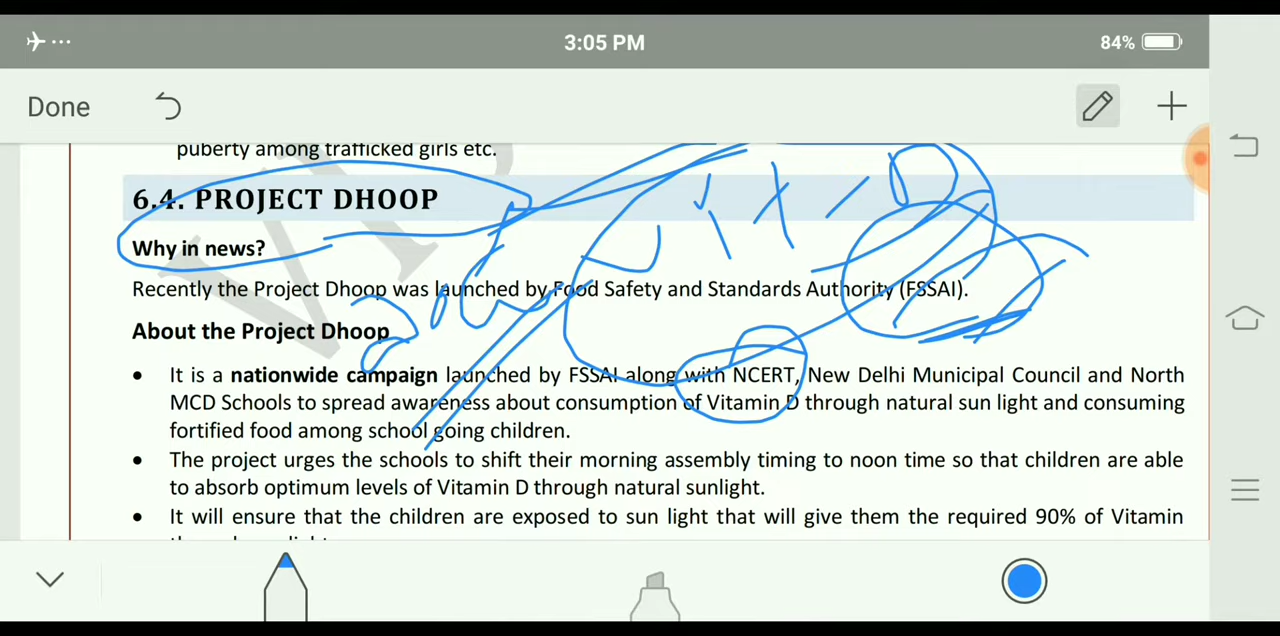 3:05 PM
84%
Done
puberty among trafficked girls etc.
6.4. PROJECT DHOOP
Why in news?
Recently the Project Dhoop was launched by Food Safety and Standards Authority (FSSAI).
About the Project Dhoop
• It is a nationwide campaign launched by FSSAI along with NCERT, New Delhi Municipal Council and North
MCD Schools to spread awareness about consumption of Vitamin D through natural sun light and consuming
fortified food among school going children.
• The project urges the schools to shift their morning assembly timing to noon time so that children are able
to absorb optimum levels of Vitamin D through natural sunlight.
• It will ensure that the children are exposed to sun light that will give them the required 90% of Vitamin